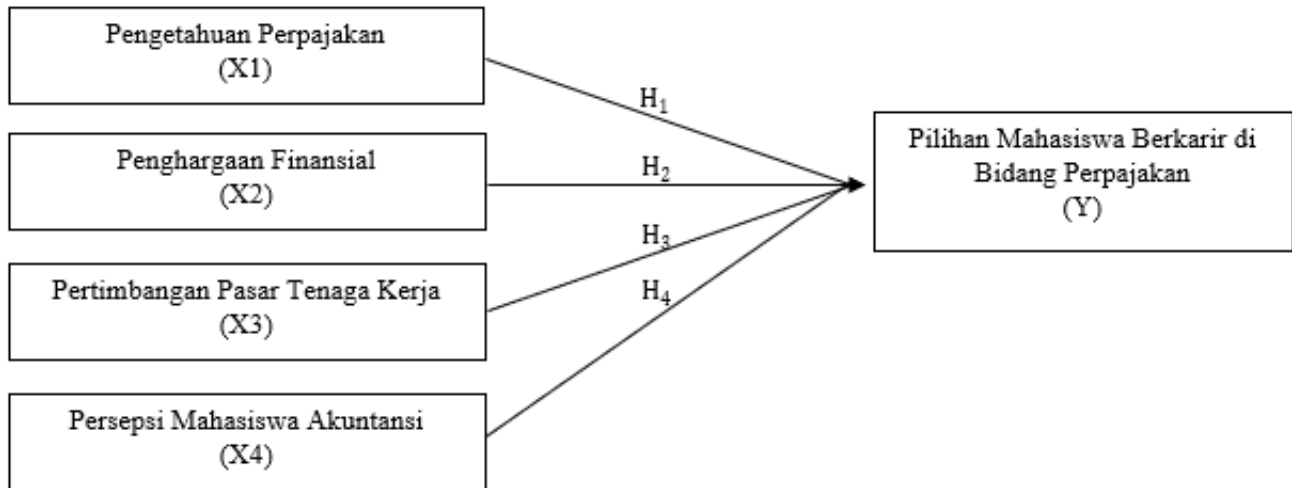 Pengetahuan Perpajakan
(X1)
Penghargaan Finansial
(X2)
Pertimbangan Pasar Tenaga Kerja
(X3)
Persepsi Mahasiswa Akuntansi
(X4)
H₁
H₂
H₃
H₄
Pilihan Mahasiswa Berkarir di
Bidang Perpajakan
(Y)